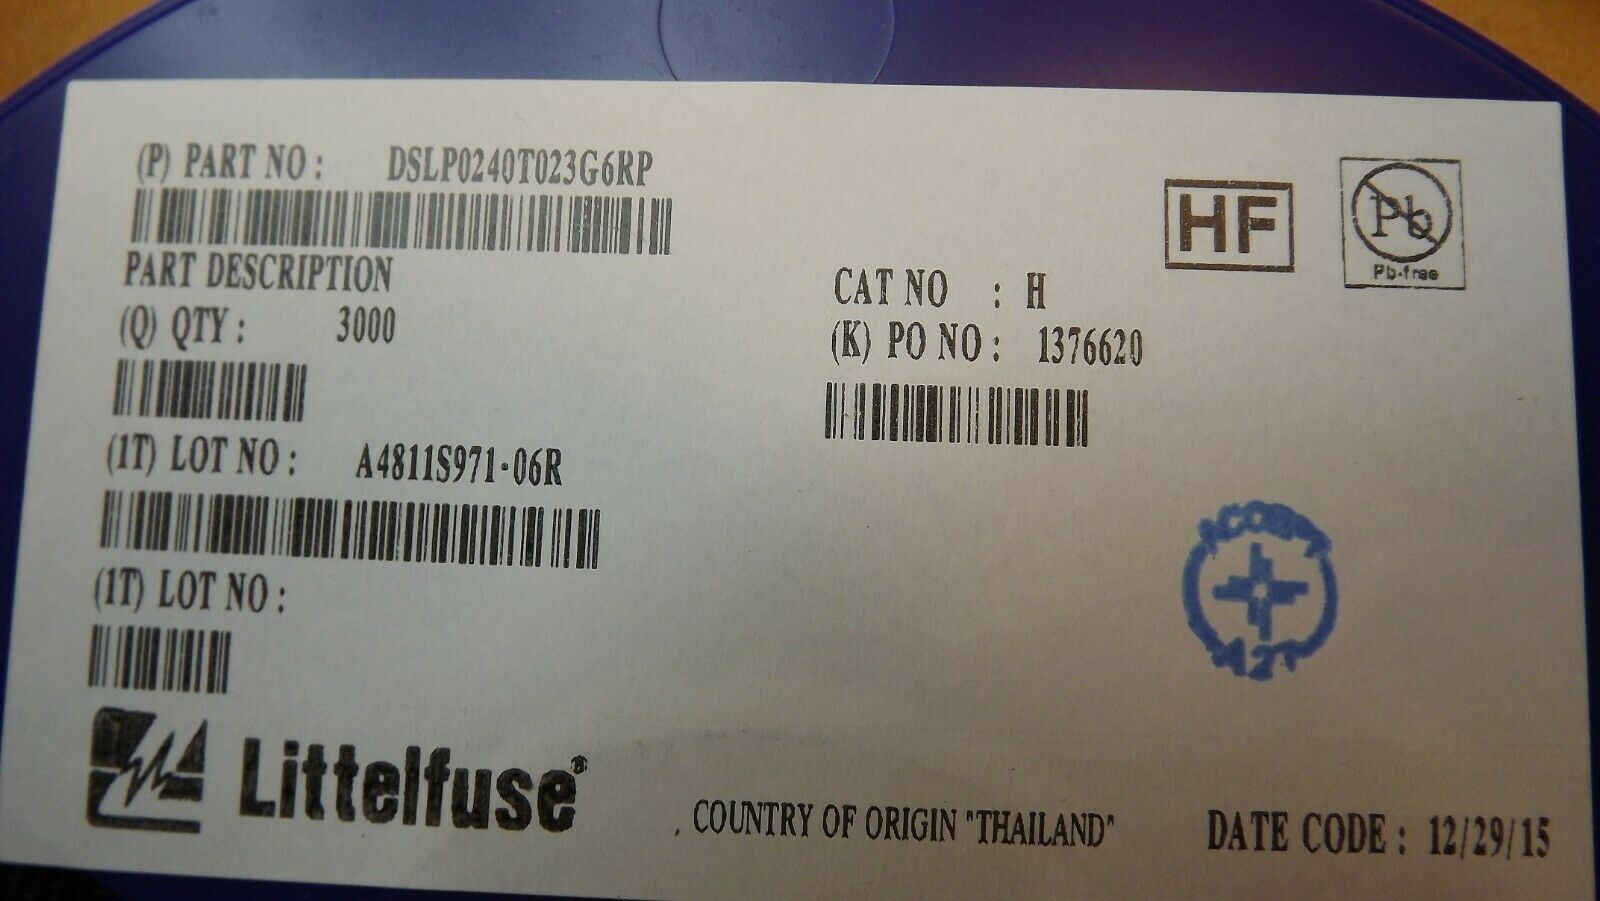 (P) PART NO : DSLP0240T023G6RP
PART DESCRIPTION
(Q) QTY : 3000
(1T) LOT NO : A4811S971-06R
(1T) LOT NO :
HF
Pb
Pb-free
CAT NO : H
(K) PO NO : 1376620
Littelfuse®
COUNTRY OF ORIGIN "THAILAND"
DATE CODE : 12/29/15